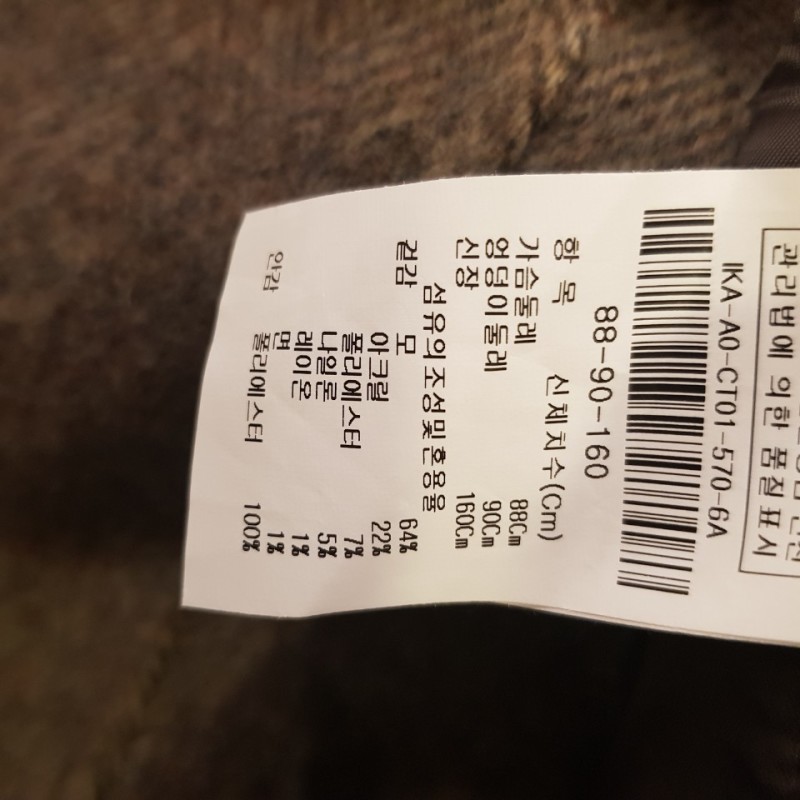 관리법에 의한 품질표시
IKA-A0-CT01-570-6A
88-90-160
항 목 신체치수(Cm)
가슴둘레 88Cm
엉덩이둘레 90Cm
신장 160Cm
섬유의조성및혼용율
겉감 모 64%
아크릴 22%
폴리에스터 7%
나일론 5%
레이온 1%
면 1%
안감 폴리에스터 100%